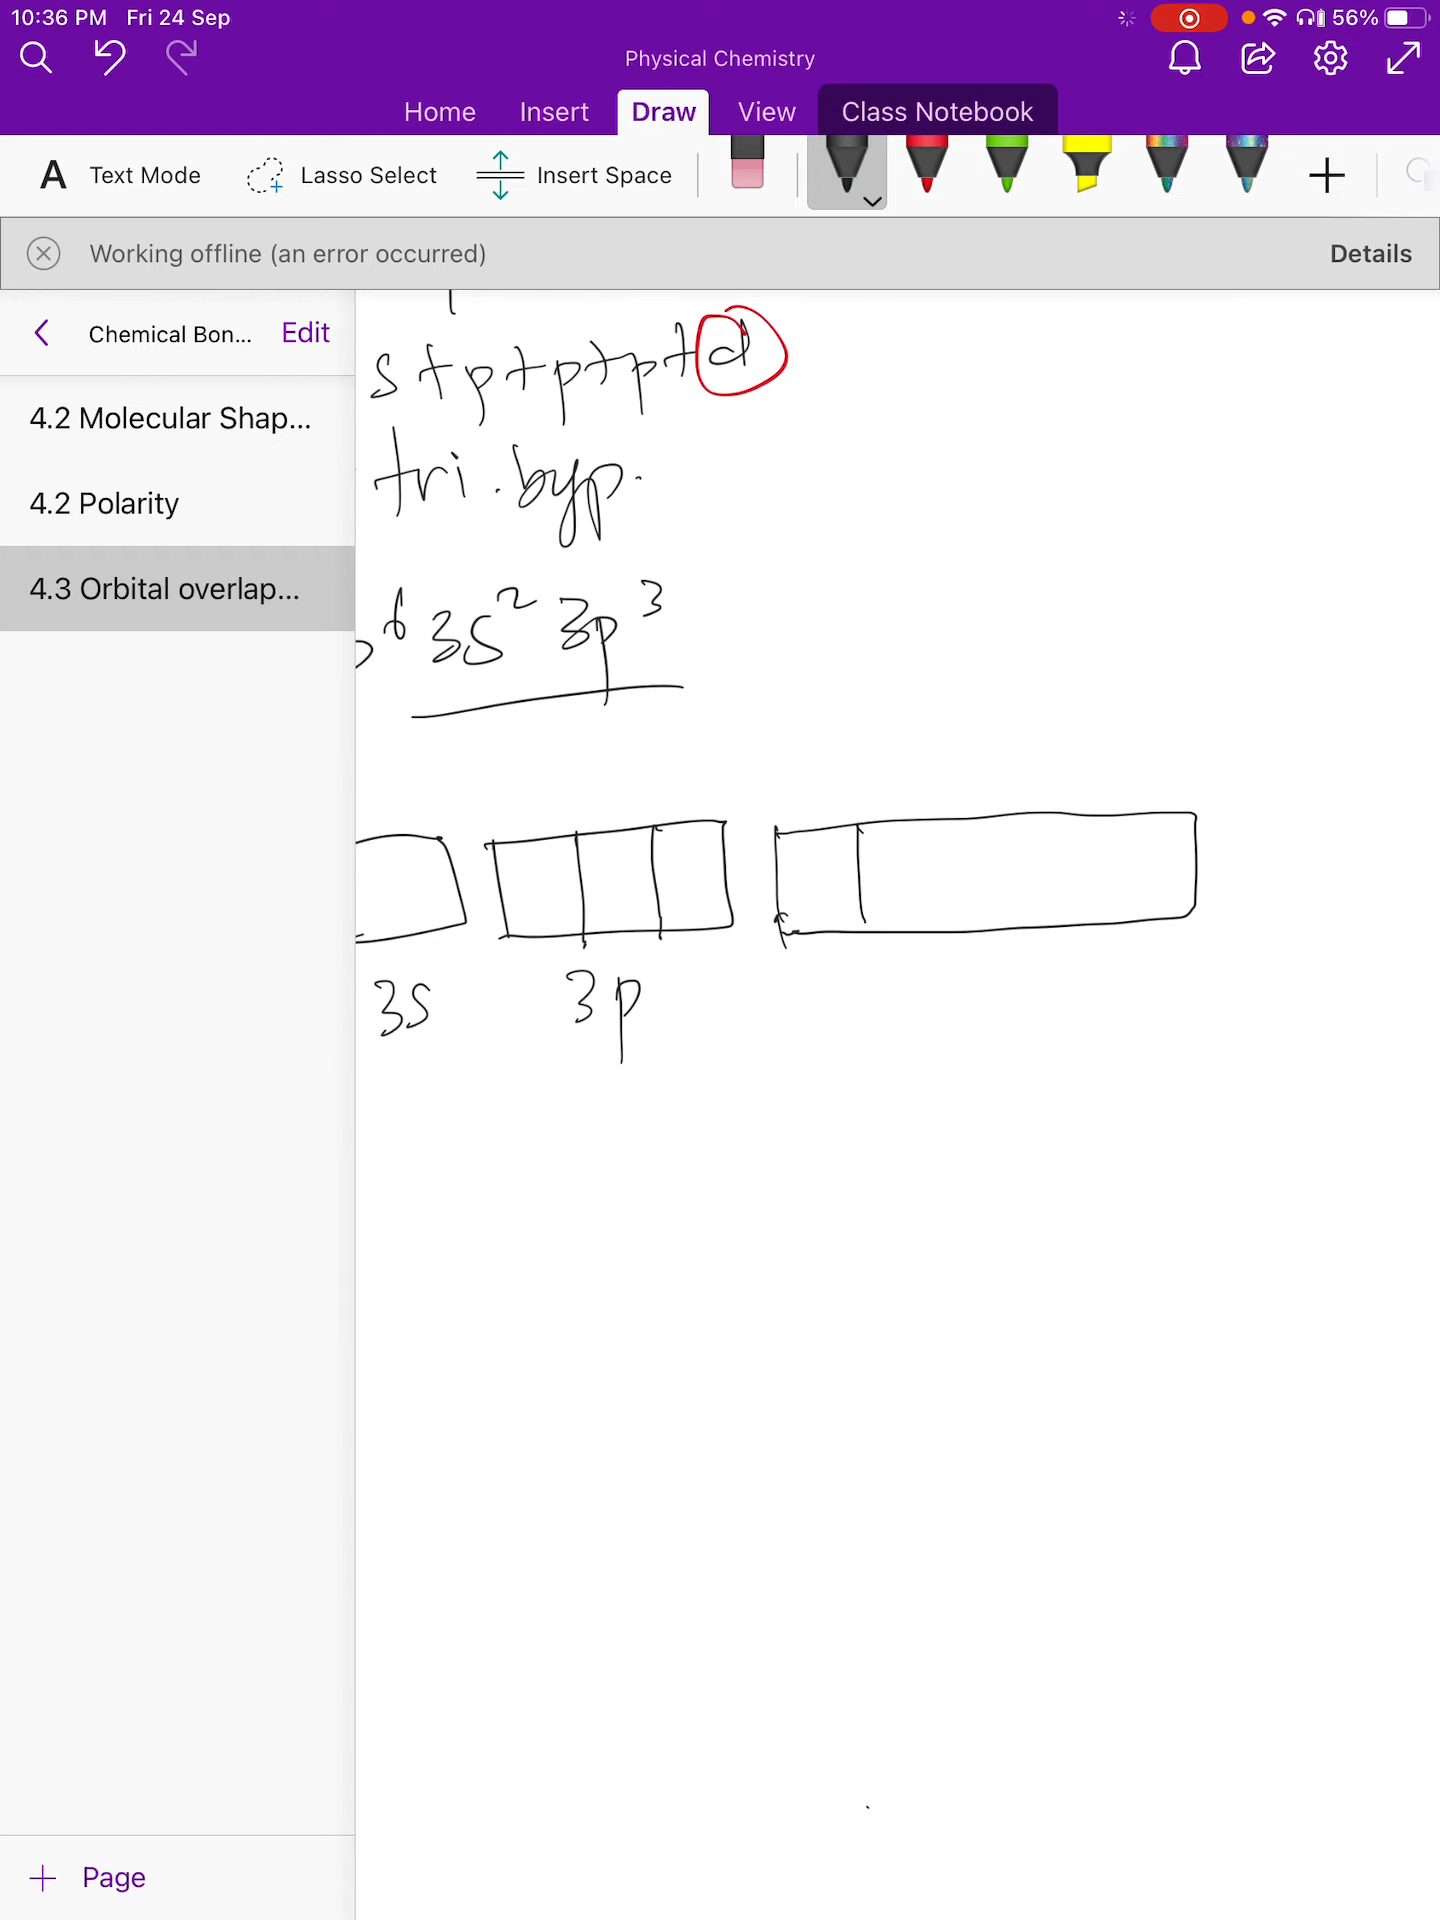 10:36 PM Fri 24 Sep
56%
Physical Chemistry
Home Insert Draw View Class Notebook
A Text Mode Lasso Select Insert Space
Working offline (an error occurred) Details
Chemical Bon... Edit
4.2 Molecular Shap...
4.2 Polarity
4.3 Orbital overlap...
s+p+p+p+d
tri.byp.
p⁶ 3s² 3p³
3s 3p
+ Page